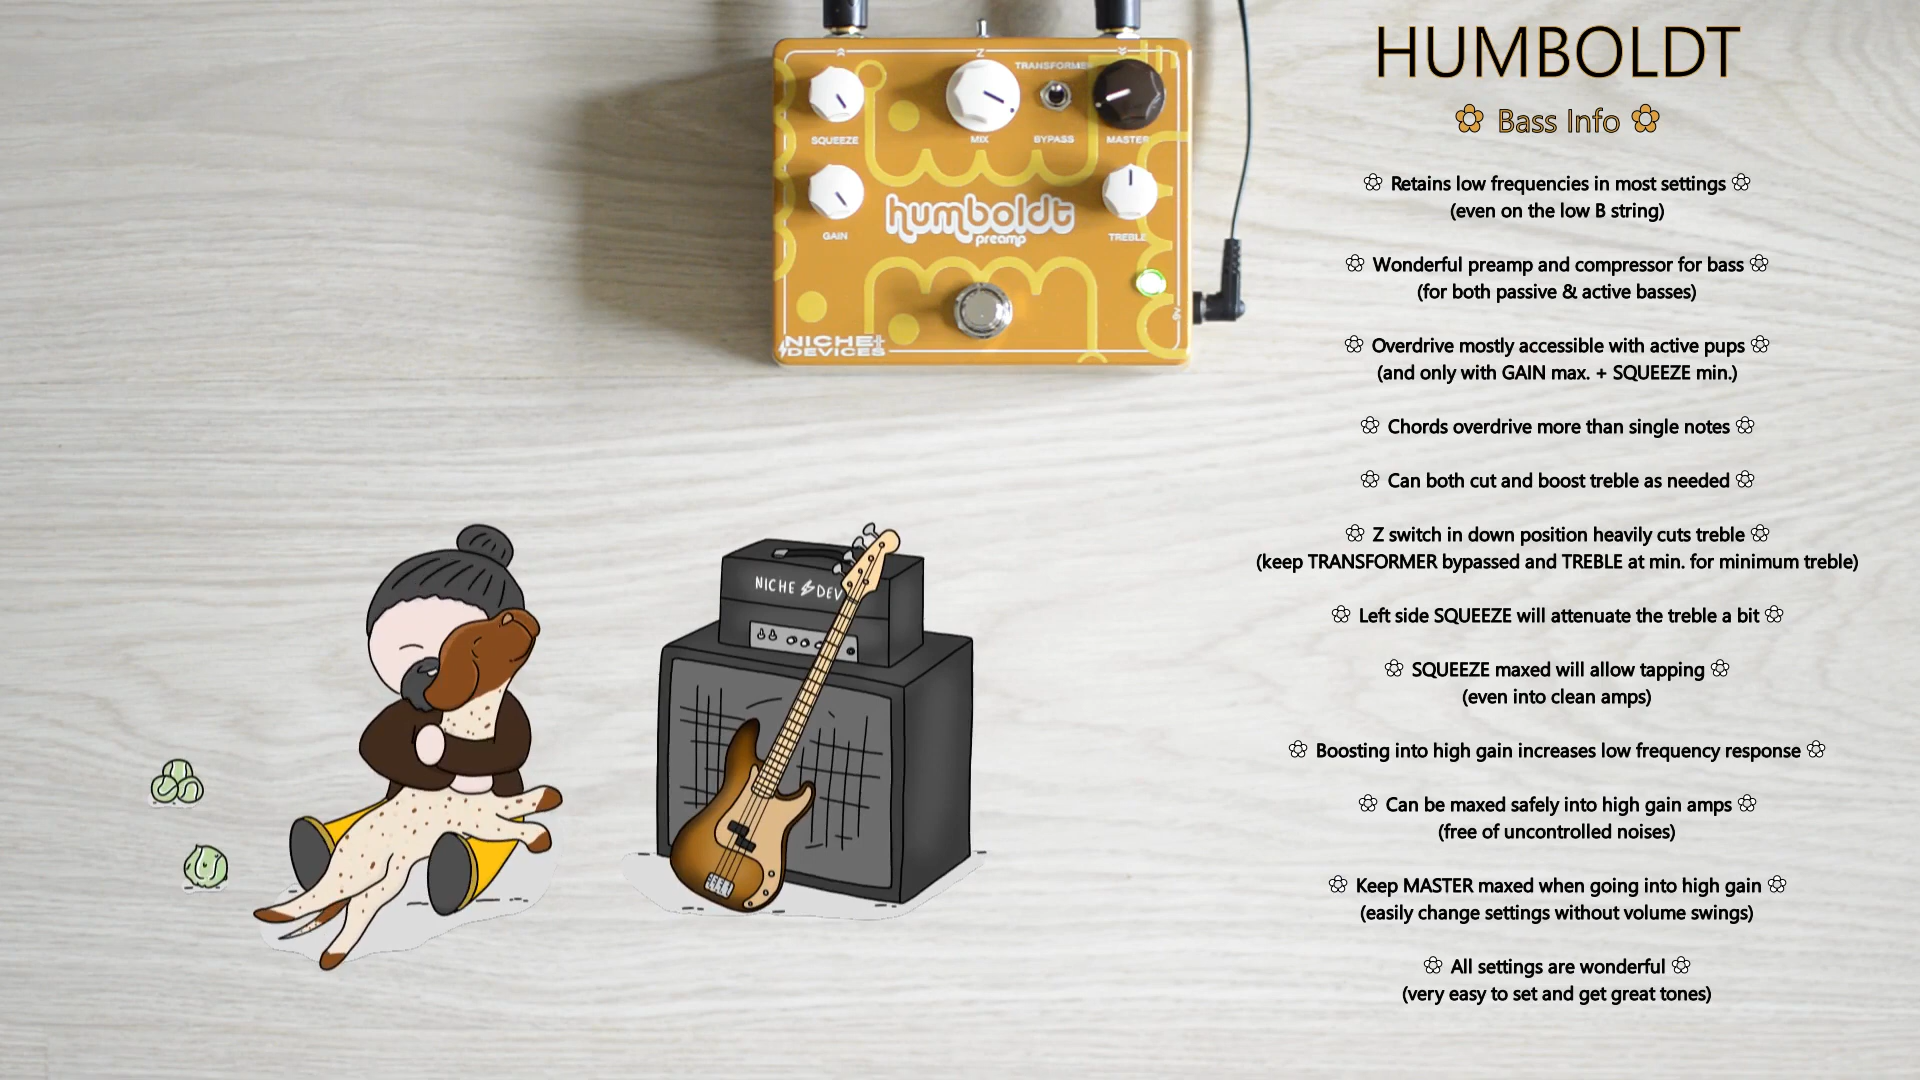 HUMBOLDT
Bass Info
Retains low frequencies in most settings
(even on the low B string)
Wonderful preamp and compressor for bass
(for both passive & active basses)
Overdrive mostly accessible with active pups
(and only with GAIN max. + SQUEEZE min.)
Chords overdrive more than single notes
Can both cut and boost treble as needed
Z switch in down position heavily cuts treble
(keep TRANSFORMER bypassed and TREBLE at min. for minimum treble)
Left side SQUEEZE will attenuate the treble a bit
SQUEEZE maxed will allow tapping
(even into clean amps)
Boosting into high gain increases low frequency response
Can be maxed safely into high gain amps
(free of uncontrolled noises)
Keep MASTER maxed when going into high gain
(easily change settings without volume swings)
All settings are wonderful
(very easy to set and get great tones)
Z
TRANSFORMER
SQUEEZE
MIX
BYPASS
MASTER
humboldt
preamp
GAIN
TREBLE
9V
NICHE
DEVICES
NICHE DEV